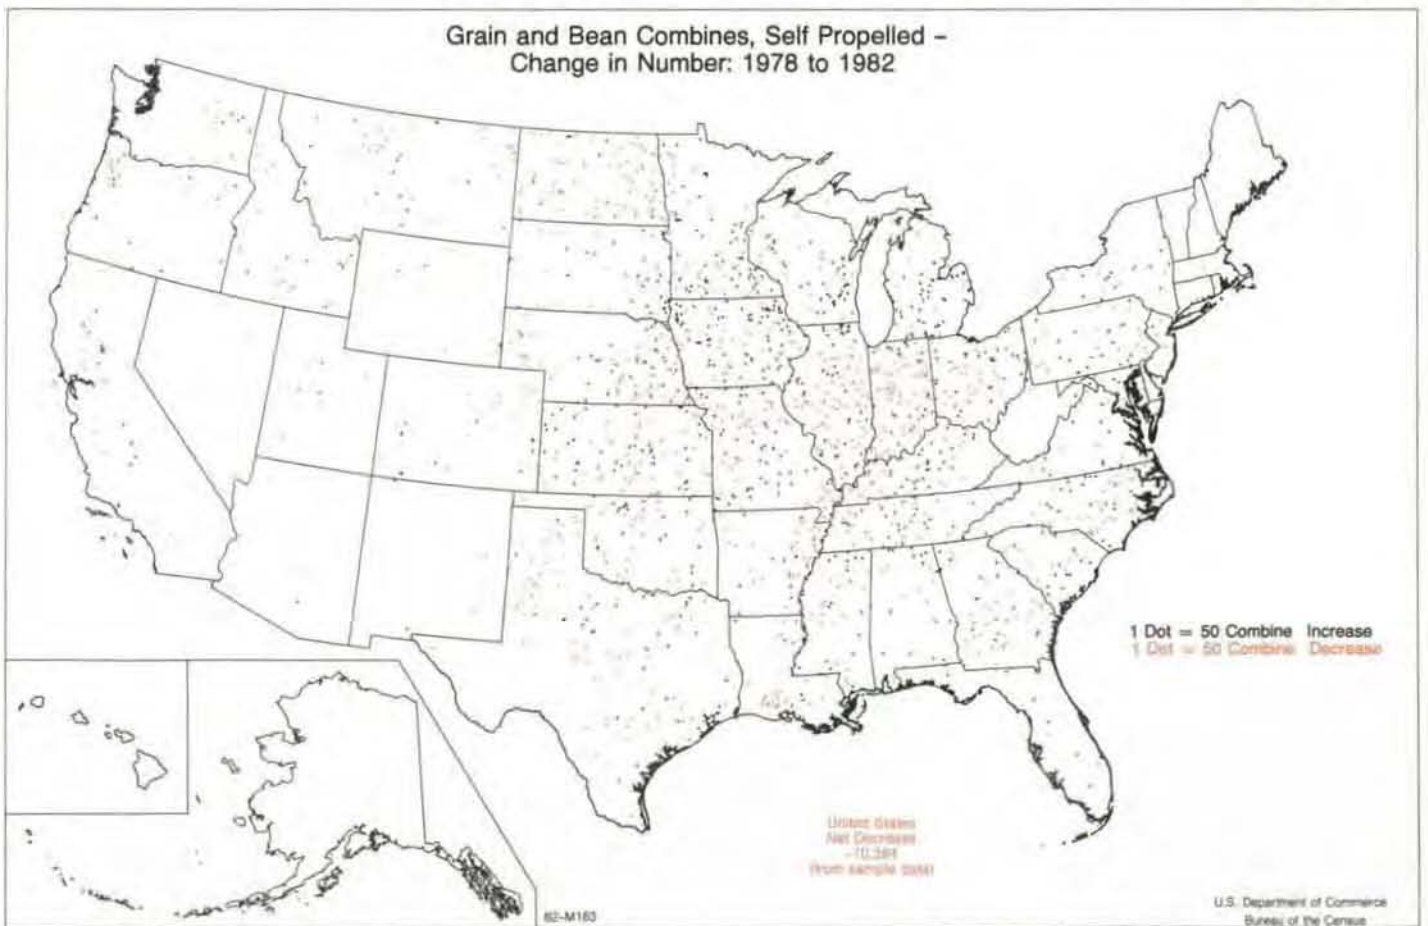 Grain and Bean Combines, Self Propelled –
Change in Number: 1978 to 1982
1 Dot = 50 Combine Increase
1 Dot = 50 Combine Decrease
United States
Net Decrease
(from sample data)
82-M163
U.S. Department of Commerce
Bureau of the Census